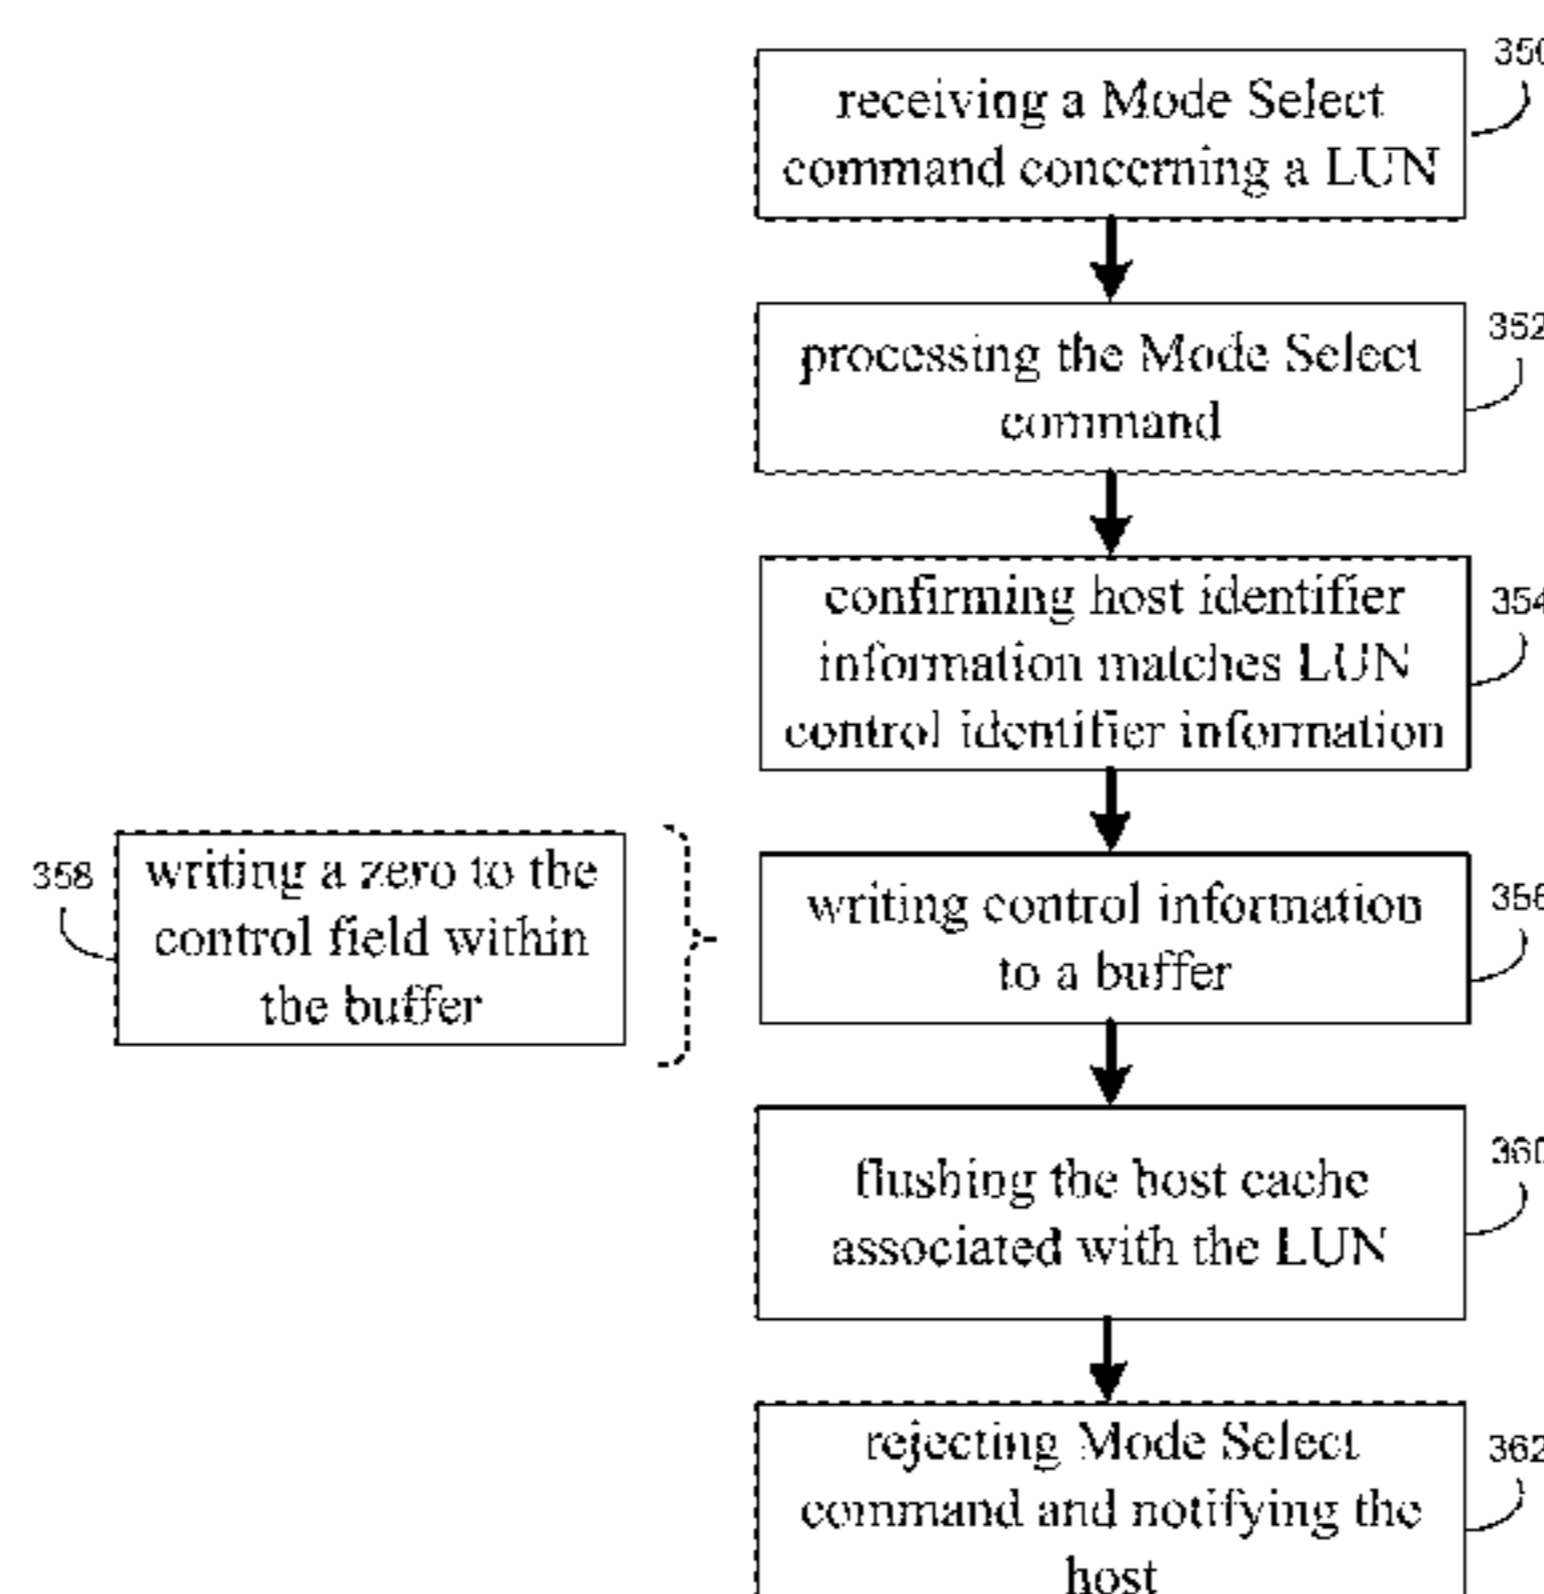 350
receiving a Mode Select
command concerning a LUN
352
processing the Mode Select
command
354
confirming host identifier
information matches LUN
control identifier information
358
writing a zero to the
control field within
the buffer
356
writing control information
to a buffer
360
flushing the host cache
associated with the LUN
362
rejecting Mode Select
command and notifying the
host